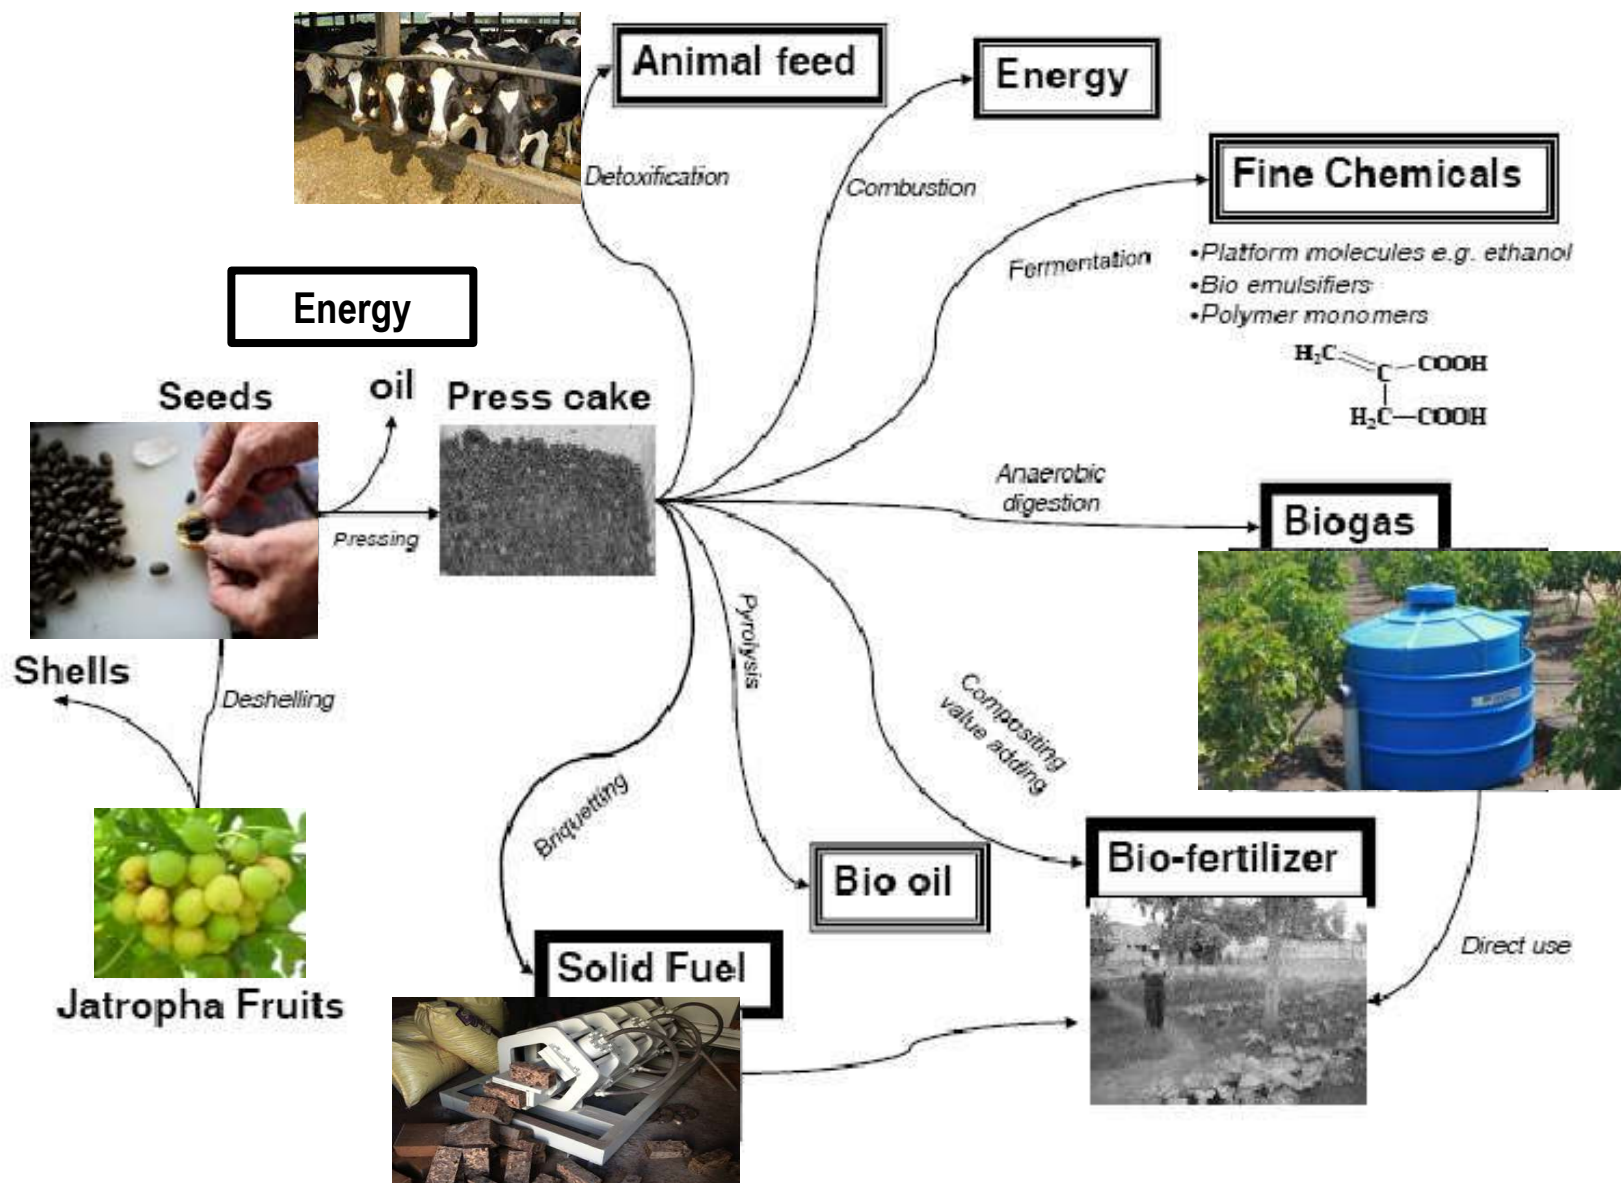 Animal feed
Energy
Detoxification
Combustion
Fine Chemicals
Fermentation
•Platform molecules e.g. ethanol
•Bio emulsifiers
•Polymer monomers
H₂C
C
COOH
H₂C—COOH
Energy
Seeds
oil
Press cake
Pressing
Anaerobic
digestion
Biogas
Shells
Deshelling
Pyrolysis
Compositing
value adding
Briquetting
Bio oil
Bio-fertilizer
Direct use
Solid Fuel
Jatropha Fruits